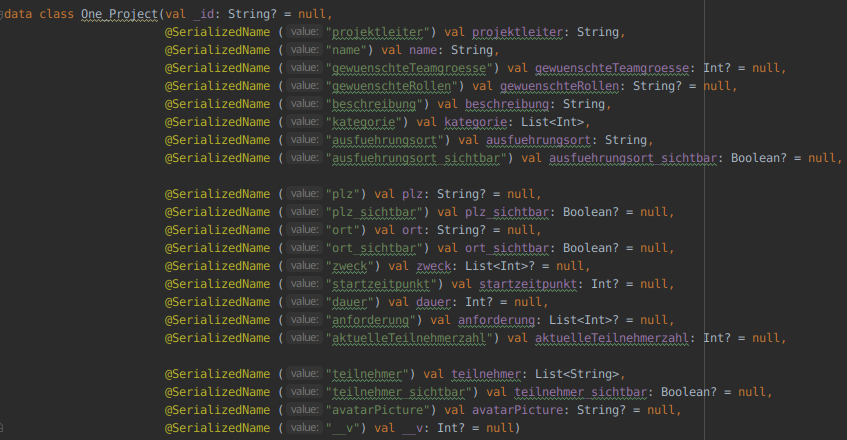 data class One_Project(val _id: String? = null,
@SerializedName ( value: "projektleiter") val projektleiter: String,
@SerializedName ( value: "name") val name: String,
@SerializedName ( value: "gewuenschteTeamgroesse") val gewuenschteTeamgroesse: Int? = null,
@SerializedName ( value: "gewuenschteRollen") val gewuenschteRollen: String? = null,
@SerializedName ( value: "beschreibung") val beschreibung: String,
@SerializedName ( value: "kategorie") val kategorie: List<Int>,
@SerializedName ( value: "ausfuehrungsort") val ausfuehrungsort: String,
@SerializedName ( value: "ausfuehrungsort_sichtbar") val ausfuehrungsort_sichtbar: Boolean? = null,
@SerializedName ( value: "plz") val plz: String? = null,
@SerializedName ( value: "plz_sichtbar") val plz_sichtbar: Boolean? = null,
@SerializedName ( value: "ort") val ort: String? = null,
@SerializedName ( value: "ort_sichtbar") val ort_sichtbar: Boolean? = null,
@SerializedName ( value: "zweck") val zweck: List<Int>? = null,
@SerializedName ( value: "startzeitpunkt") val startzeitpunkt: Int? = null,
@SerializedName ( value: "dauer") val dauer: Int? = null,
@SerializedName ( value: "anforderung") val anforderung: List<Int>? = null,
@SerializedName ( value: "aktuelleTeilnehmerzahl") val aktuelleTeilnehmerzahl: Int? = null,
@SerializedName ( value: "teilnehmer") val teilnehmer: List<String>,
@SerializedName ( value: "teilnehmer_sichtbar") val teilnehmer_sichtbar: Boolean? = null,
@SerializedName ( value: "avatarPicture") val avatarPicture: String? = null,
@SerializedName ( value: "__v") val __v: Int? = null)